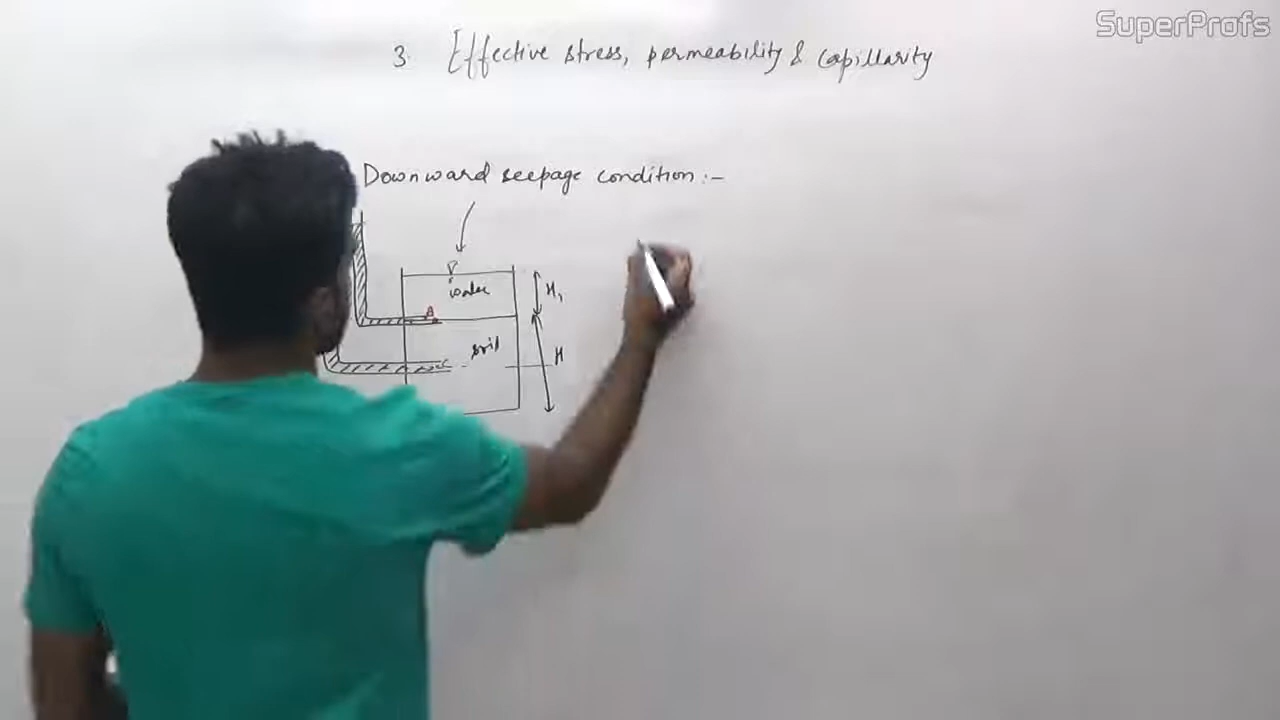 SuperProfs
3. Effective stress, permeability & capillarity
Downward seepage condition :-
water
H₁
soil
H